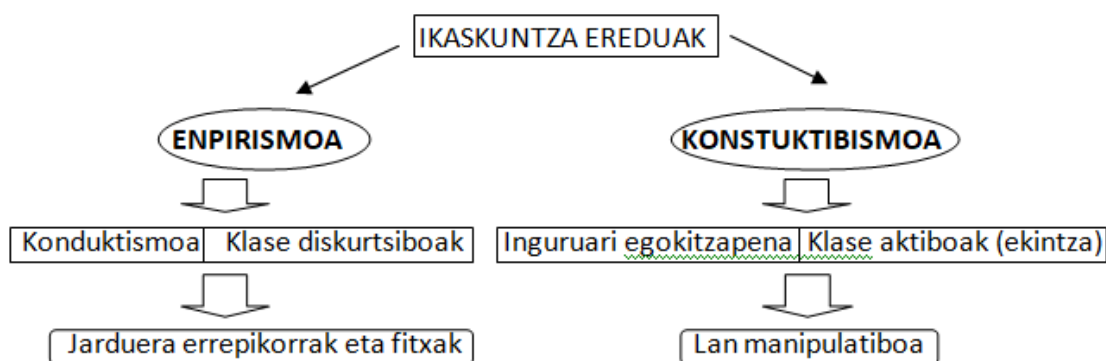 IKASKUNTZA EREDUAK
ENPIRISMOA
KONSTUKTIBISMOA
Konduktismoa Klase diskurtsiboak
Inguruari egokitzapena Klase aktiboak (ekintza)
Jarduera errepikorrak eta fitxak
Lan manipulatiboa